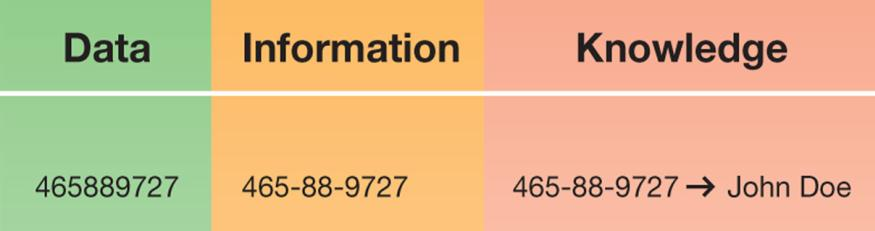 Data Information Knowledge
465889727 465-88-9727 465-88-9727 → John Doe